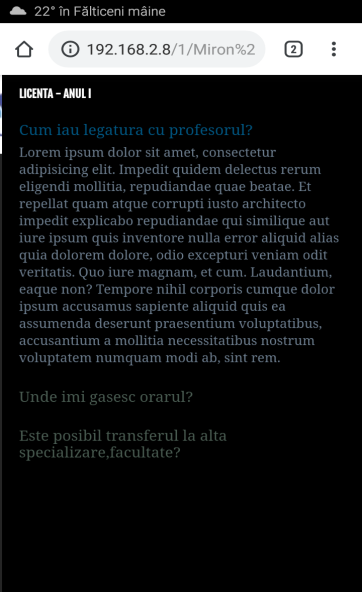 22° în Fălticeni mâine
192.168.2.8/1/Miron%2
2
LICENTA - ANUL I
Cum iau legatura cu profesorul?
Lorem ipsum dolor sit amet, consectetur
adipisicing elit. Impedit quidem delectus rerum
eligendi mollitia, repudiandae quae beatae. Et
repellat quam atque corrupti iusto architecto
impedit explicabo repudiandae qui similique aut
iure ipsum quis inventore nulla error aliquid alias
quia dolorem dolore, odio excepturi veniam odit
veritatis. Quo iure magnam, et cum. Laudantium,
eaque non? Tempore nihil corporis cumque dolor
ipsum accusamus sapiente aliquid quis ea
assumenda deserunt praesentium voluptatibus,
accusantium a mollitia necessitatibus nostrum
voluptatem numquam modi ab, sint rem.
Unde imi gasesc orarul?
Este posibil transferul la alta
specializare,facultate?